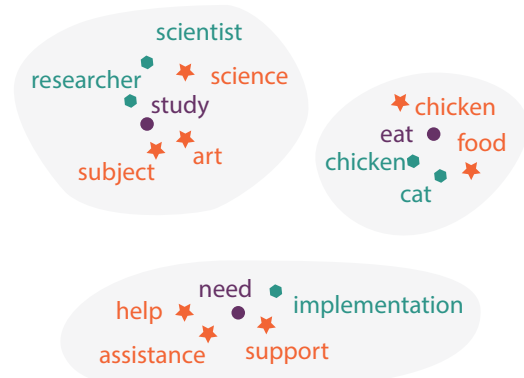 scientist
researcher
science
study
subject
art
chicken
eat
food
chicken
cat
need
help
implementation
assistance
support